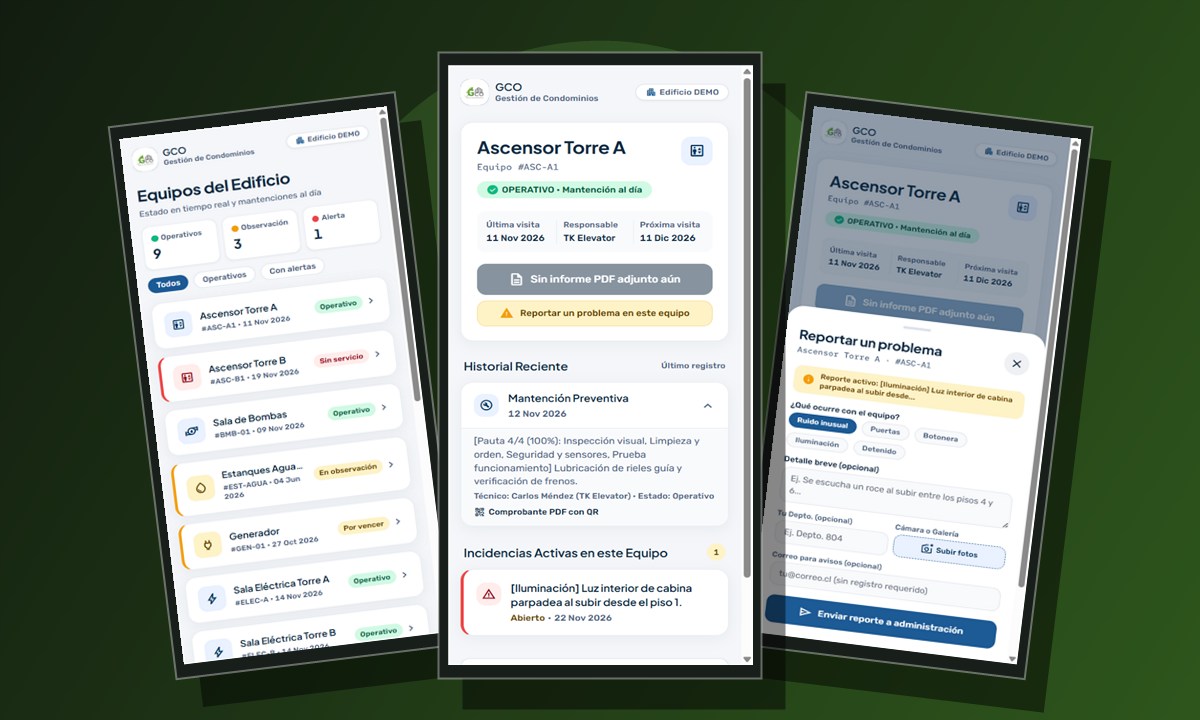 GCO
Gestión de Condominios
Edificio DEMO
Equipos del Edificio
Estado en tiempo real y mantenciones al día
Operativos
9
Observación
3
Alerta
1
Todos
Operativos
Con alertas
Ascensor Torre A
#ASC-A1 • 11 Nov 2026
Operativo
Ascensor Torre B
#ASC-B1 • 19 Nov 2026
Sin servicio
Sala de Bombas
#BMB-01 • 09 Nov 2026
Operativo
Estanques Agua...
#EST-AGUA • 04 Jun
2026
En observación
Generador
#GEN-01 • 27 Oct 2026
Por vencer
Sala Eléctrica Torre A
#ELEC-A • 14 Nov 2026
Operativo
Sala Eléctrica Torre B
#ELEC-B • 14 Nov 2026
Operativo
GCO
Gestión de Condominios
Edificio DEMO
Ascensor Torre A
Equipo #ASC-A1
OPERATIVO • Mantención al día
Última visita
11 Nov 2026
Responsable
TK Elevator
Próxima visita
11 Dic 2026
Sin informe PDF adjunto aún
Reportar un problema en este equipo
Historial Reciente
Último registro
Mantención Preventiva
12 Nov 2026
[Pauta 4/4 (100%): Inspección visual, Limpieza y
orden, Seguridad y sensores, Prueba
funcionamiento] Lubricación de rieles guía y
verificación de frenos.
Técnico: Carlos Méndez (TK Elevator) • Estado: Operativo
Comprobante PDF con QR
Incidencias Activas en este Equipo
1
[Iluminación] Luz interior de cabina
parpadea al subir desde el piso 1.
Abierto • 22 Nov 2026
GCO
Gestión de Condominios
Edificio DEMO
Ascensor Torre A
Equipo #ASC-A1
OPERATIVO • Mantención al día
Última visita
11 Nov 2026
Responsable
TK Elevator
Próxima visita
11 Dic 2026
Sin informe PDF adjunto aún
Reportar un problema
Ascensor Torre A · #ASC-A1
Reporte activo: [Iluminación] Luz interior de cabina
parpadea al subir desde...
¿Qué ocurre con el equipo?
Ruido inusual
Puertas
Botonera
Iluminación
Detenido
Detalle breve (opcional)
Ej. Se escucha un roce al subir entre los pisos 4 y
6...
Tu Depto. (opcional)
Ej. Depto. 804
Cámara o Galería
Subir fotos
Correo para avisos (opcional)
tu@correo.cl (sin registro requerido)
Enviar reporte a administración